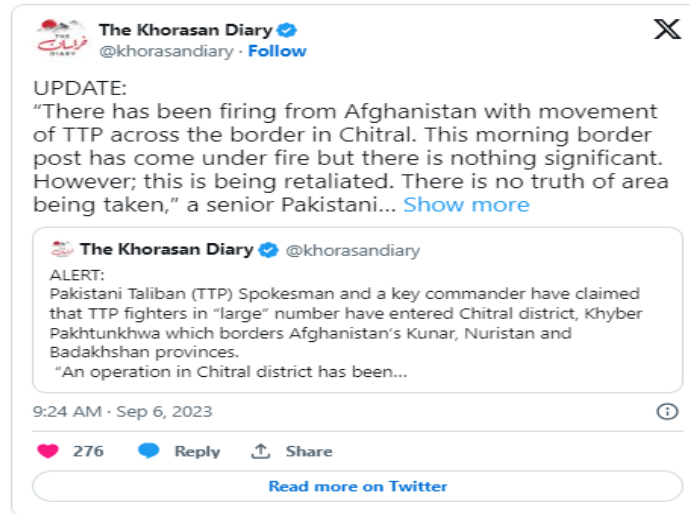 The Khorasan Diary
@khorasandiary · Follow
UPDATE:
“There has been firing from Afghanistan with movement
of TTP across the border in Chitral. This morning border
post has come under fire but there is nothing significant.
However; this is being retaliated. There is no truth of area
being taken,” a senior Pakistani... Show more
The Khorasan Diary @khorasandiary
ALERT:
Pakistani Taliban (TTP) Spokesman and a key commander have claimed
that TTP fighters in “large” number have entered Chitral district, Khyber
Pakhtunkhwa which borders Afghanistan’s Kunar, Nuristan and
Badakhshan provinces.
“An operation in Chitral district has been...
9:24 AM · Sep 6, 2023
276 Reply Share
Read more on Twitter